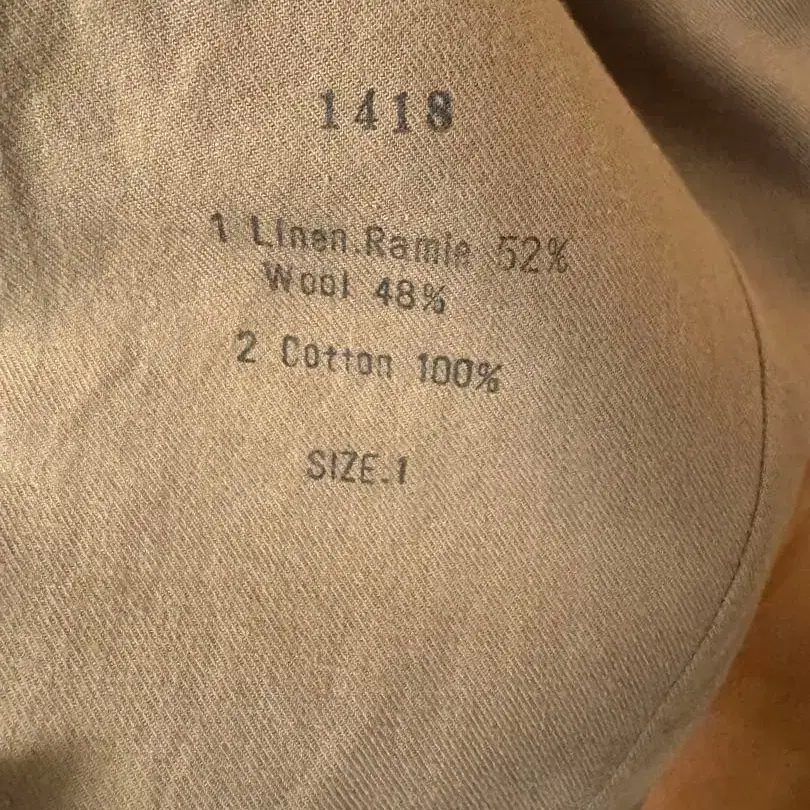 1418
1 Linen.Ramie 52%
Wool 48%
2 Cotton 100%
SIZE.1